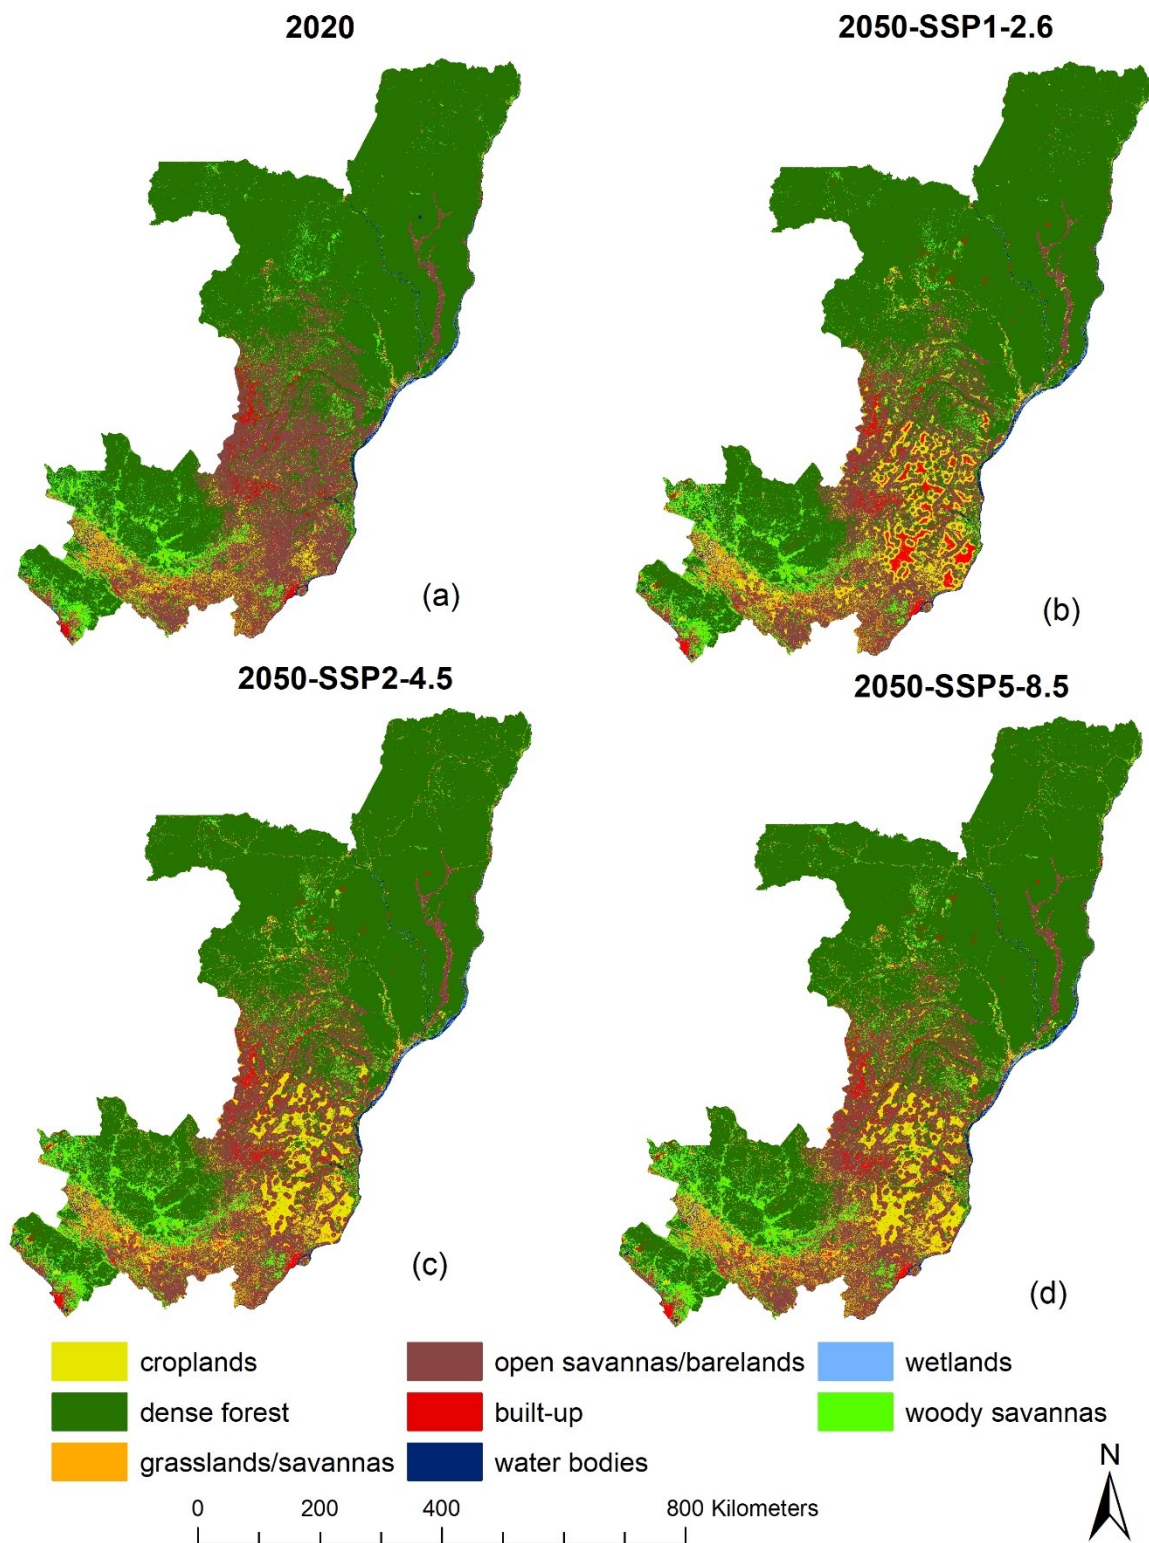 2020
2050-SSP1-2.6
(a)
(b)
2050-SSP2-4.5
2050-SSP5-8.5
(c)
(d)
croplands
open savannas/barelands
wetlands
dense forest
built-up
woody savannas
grasslands/savannas
water bodies
N
0 200 400 800 Kilometers